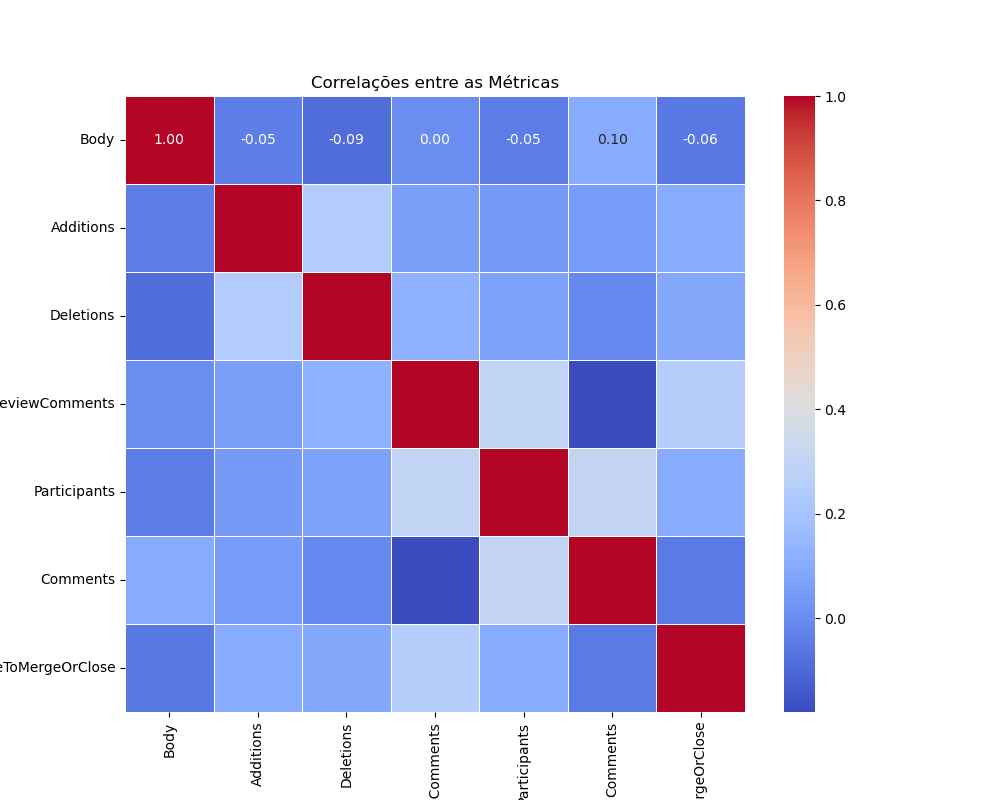 Correlações entre as Métricas
Body
1.00 -0.05 -0.09 0.00 -0.05 0.10 -0.06
Additions
Deletions
eviewComments
Participants
Comments
eToMergeOrClose
Body Additions Deletions Comments Participants Comments rgeOrClose
1.0
0.8
0.6
0.4
0.2
0.0